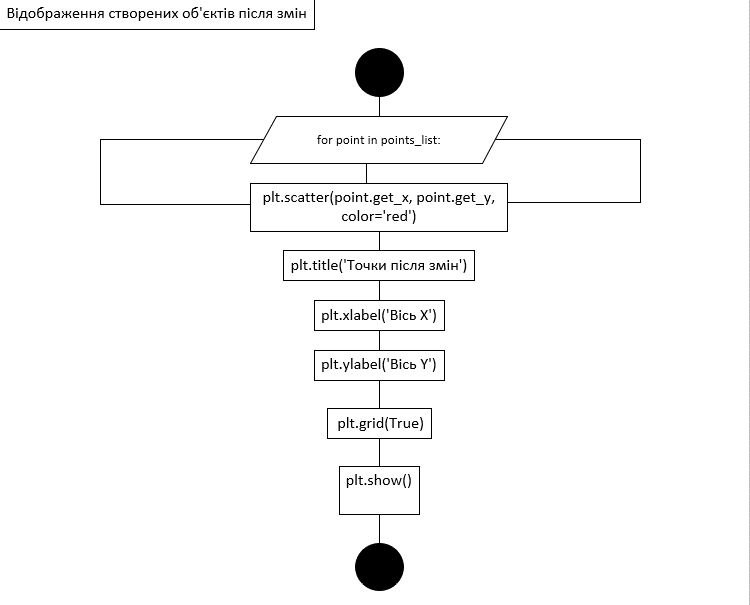 Відображення створених об'єктів після змін
for point in points_list:
plt.scatter(point.get_x, point.get_y,
color='red')
plt.title('Точки після змін')
plt.xlabel('Вісь X')
plt.ylabel('Вісь Y')
plt.grid(True)
plt.show()